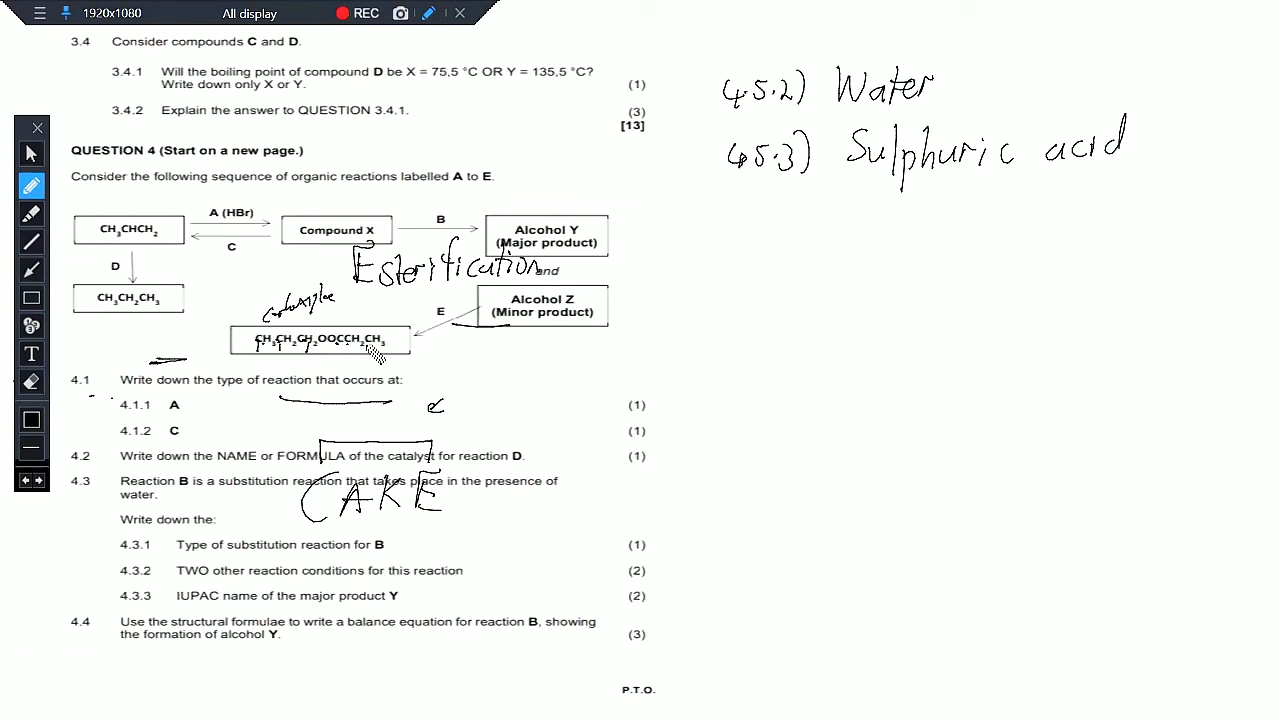 1920x1080 All display REC
3.4 Consider compounds C and D.
3.4.1 Will the boiling point of compound D be X = 75,5 °C OR Y = 135,5 °C?
Write down only X or Y. (1)
3.4.2 Explain the answer to QUESTION 3.4.1. (3)
[13]
QUESTION 4 (Start on a new page.)
Consider the following sequence of organic reactions labelled A to E.
A (HBr)
B
CH₃CHCH₂
Compound X
Alcohol Y
(Major product)
C
Esterification
and
D
CH₃CH₂CH₃
Alcohol Z
(Minor product)
E
CH₃CH₂CH₂OOCCH₂CH₃
4.1 Write down the type of reaction that occurs at:
4.1.1 A (1)
4.1.2 C (1)
4.2 Write down the NAME or FORMULA of the catalyst for reaction D. (1)
4.3 Reaction B is a substitution reaction that takes place in the presence of
water.
CAKE
Write down the:
4.3.1 Type of substitution reaction for B (1)
4.3.2 TWO other reaction conditions for this reaction (2)
4.3.3 IUPAC name of the major product Y (2)
4.4 Use the structural formulae to write a balance equation for reaction B, showing
the formation of alcohol Y. (3)
P.T.O.
4.5.2) Water
4.5.3) Sulphuric acid